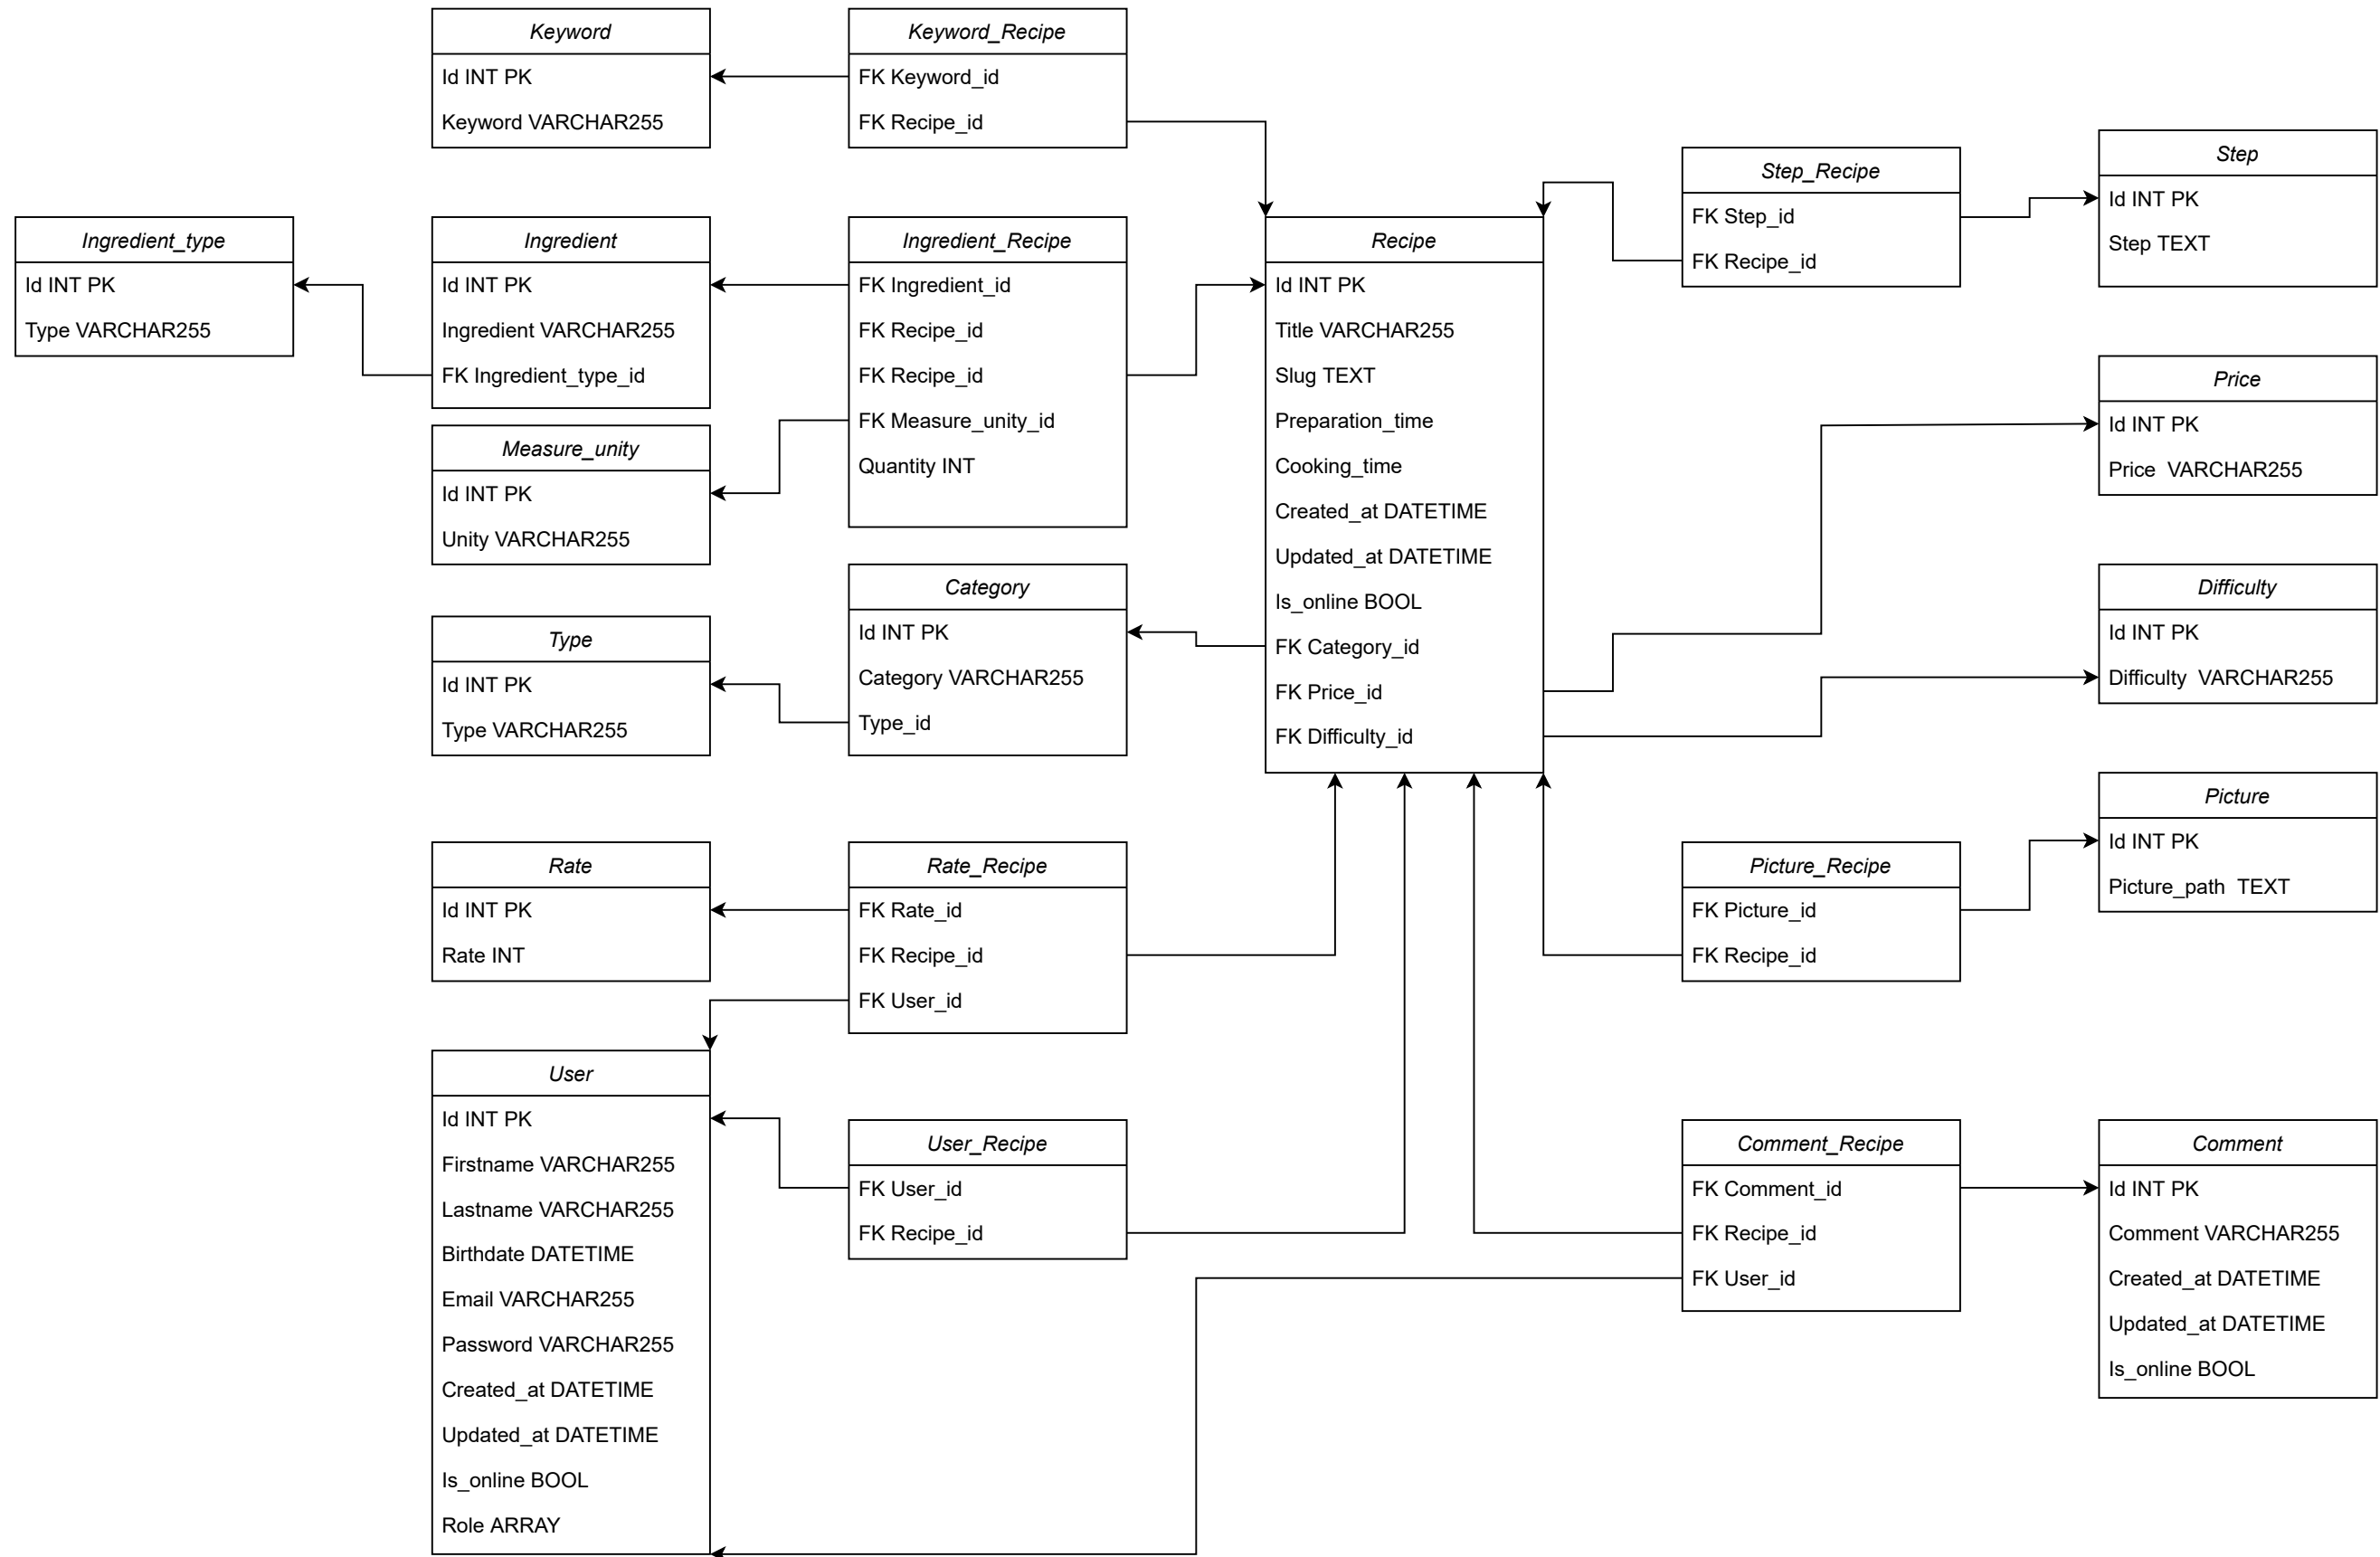 Keyword
Id INT PK
Keyword VARCHAR255
Keyword_Recipe
FK Keyword_id
FK Recipe_id
Step_Recipe
FK Step_id
FK Recipe_id
Step
Id INT PK
Step TEXT
Ingredient_type
Id INT PK
Type VARCHAR255
Ingredient
Id INT PK
Ingredient VARCHAR255
FK Ingredient_type_id
Ingredient_Recipe
FK Ingredient_id
FK Recipe_id
FK Recipe_id
FK Measure_unity_id
Quantity INT
Recipe
Id INT PK
Title VARCHAR255
Slug TEXT
Preparation_time
Cooking_time
Created_at DATETIME
Updated_at DATETIME
Is_online BOOL
FK Category_id
FK Price_id
FK Difficulty_id
Price
Id INT PK
Price  VARCHAR255
Measure_unity
Id INT PK
Unity VARCHAR255
Category
Id INT PK
Category VARCHAR255
Type_id
Difficulty
Id INT PK
Difficulty  VARCHAR255
Type
Id INT PK
Type VARCHAR255
Picture
Id INT PK
Picture_path  TEXT
Rate
Id INT PK
Rate INT
Rate_Recipe
FK Rate_id
FK Recipe_id
FK User_id
Picture_Recipe
FK Picture_id
FK Recipe_id
User
Id INT PK
Firstname VARCHAR255
Lastname VARCHAR255
Birthdate DATETIME
Email VARCHAR255
Password VARCHAR255
Created_at DATETIME
Updated_at DATETIME
Is_online BOOL
Role ARRAY
User_Recipe
FK User_id
FK Recipe_id
Comment_Recipe
FK Comment_id
FK Recipe_id
FK User_id
Comment
Id INT PK
Comment VARCHAR255
Created_at DATETIME
Updated_at DATETIME
Is_online BOOL